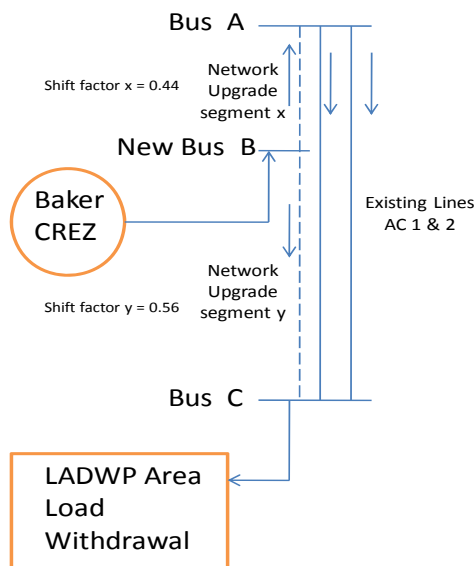 Bus A
Shift factor x = 0.44
Network
Upgrade
segment x
New Bus B
Baker
CREZ
Existing Lines
AC 1 & 2
Network
Upgrade
segment y
Shift factor y = 0.56
Bus C
LADWP Area
Load
Withdrawal